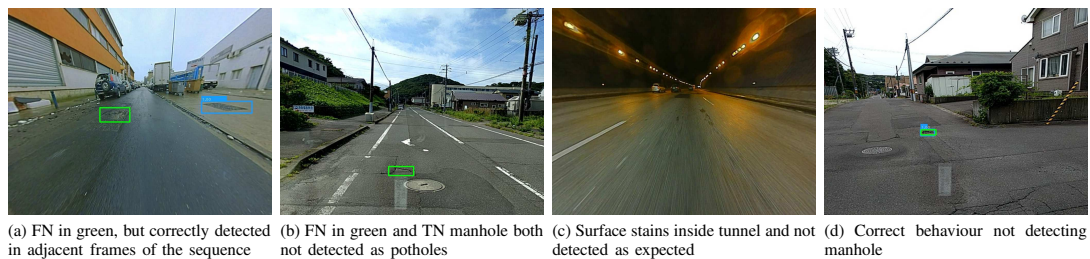 (a) FN in green, but correctly detected
in adjacent frames of the sequence
(b) FN in green and TN manhole both
not detected as potholes
(c) Surface stains inside tunnel and not
detected as expected
(d) Correct behaviour not detecting
manhole